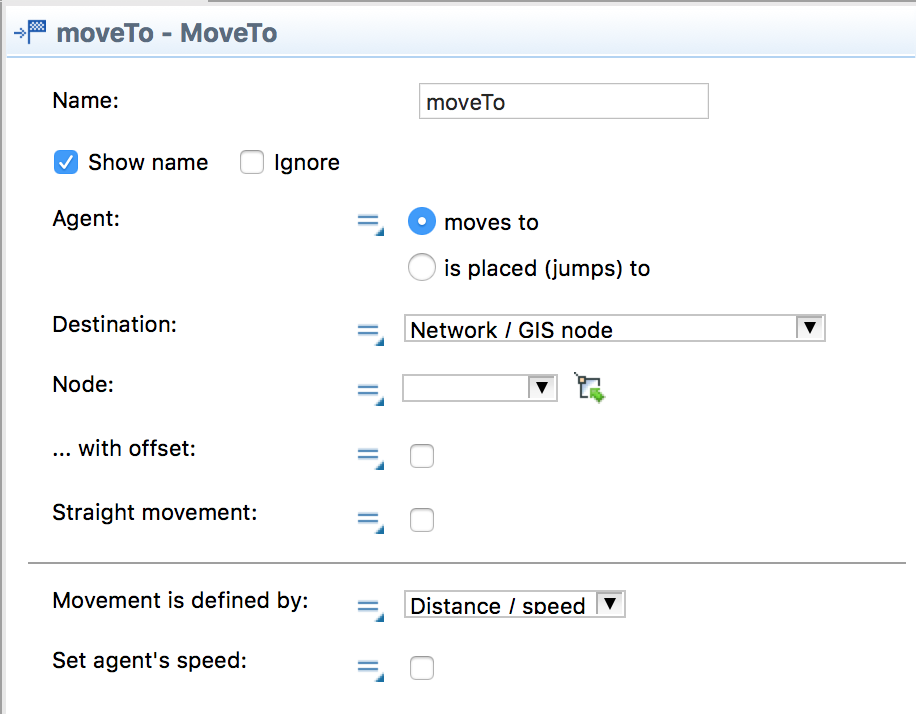 moveTo - MoveTo
Name: moveTo
Show name Ignore
Agent: moves to
is placed (jumps) to
Destination: Network / GIS node
Node:
... with offset:
Straight movement:
Movement is defined by: Distance / speed
Set agent's speed: